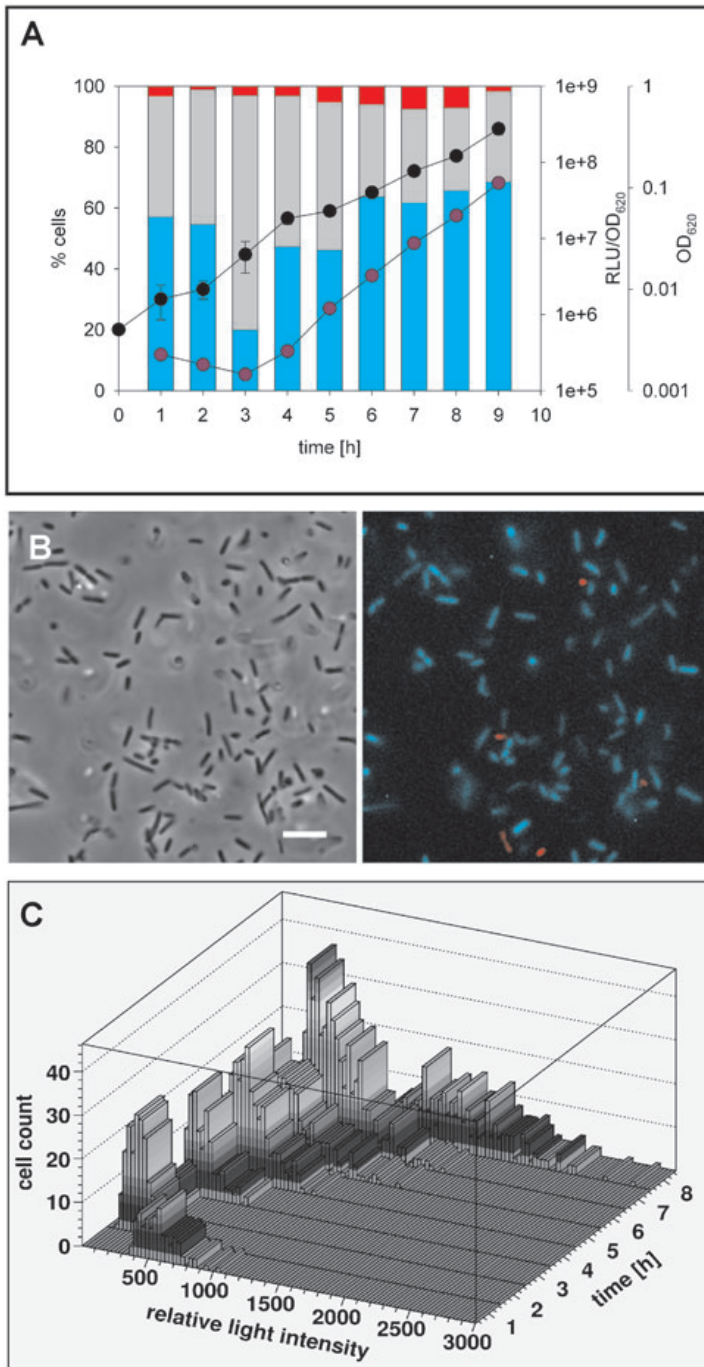 A
100
80
60
40
20
0
% cells
0 1 2 3 4 5 6 7 8 9 10
time [h]
1e+9
1e+8
1e+7
1e+6
1e+5
RLU/OD620
1
0.1
0.01
0.001
OD620
B
C
40
30
20
10
0
cell count
500
1000
1500
2000
2500
3000
relative light intensity
1
2
3
4
5
6
7
8
time [h]